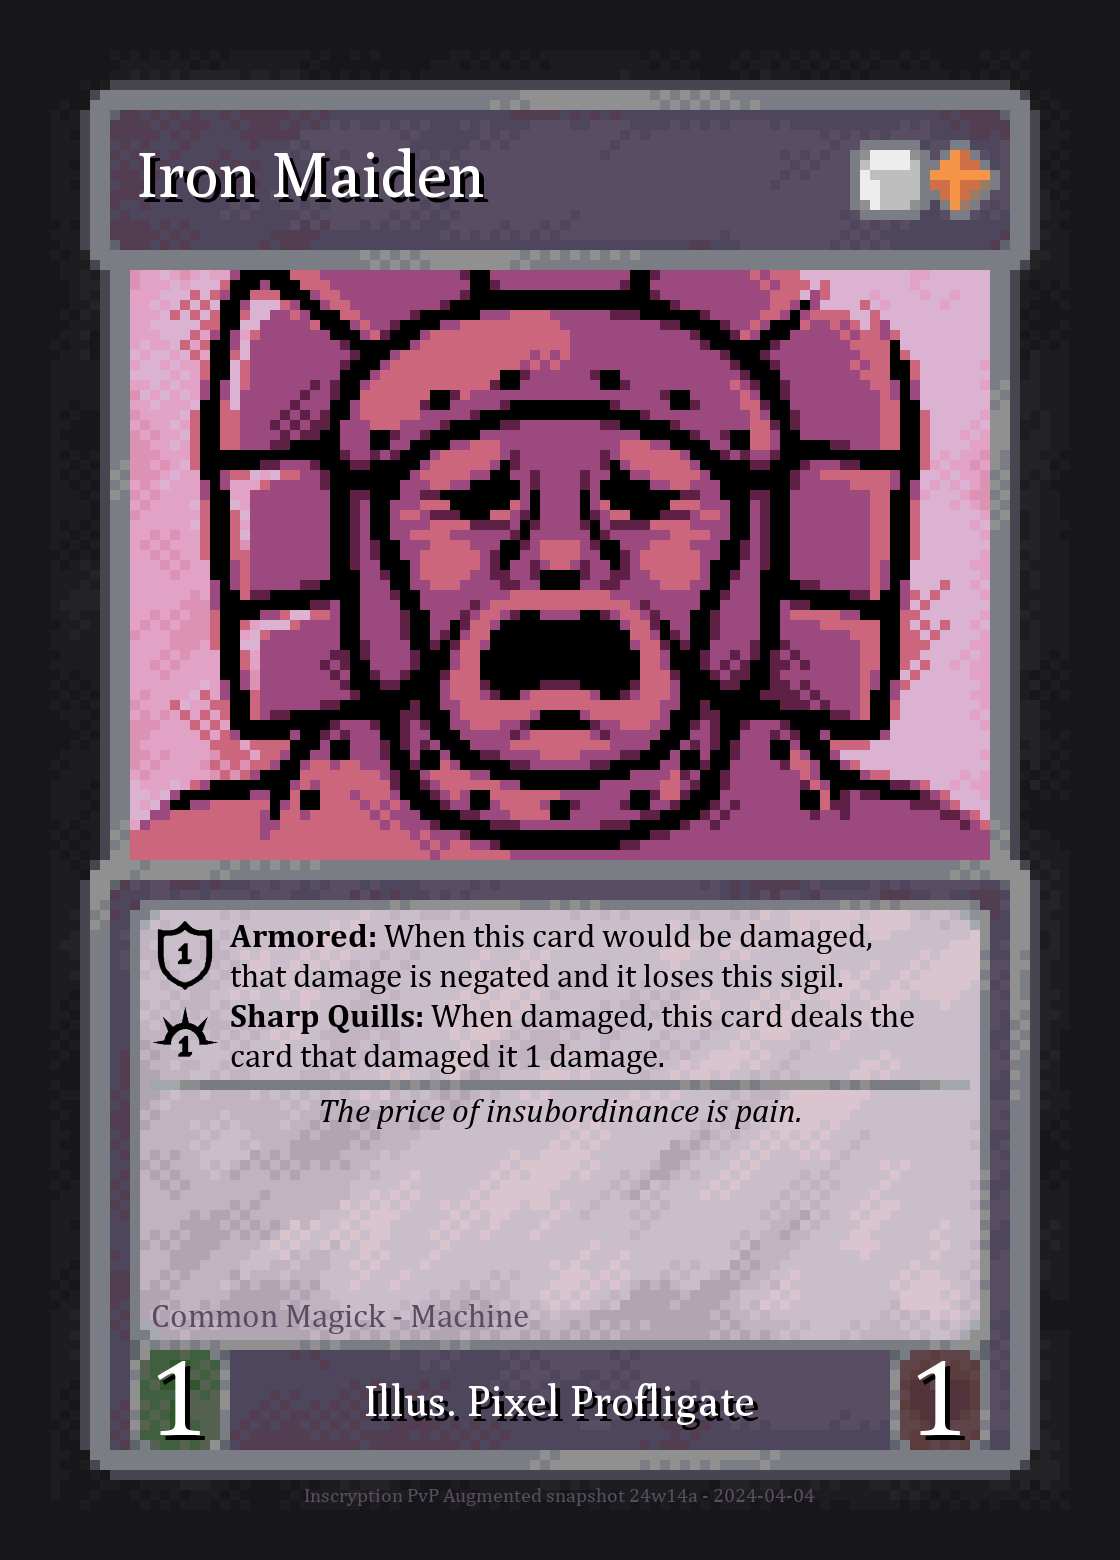 Iron Maiden
1
Armored: When this card would be damaged,
that damage is negated and it loses this sigil.
1
Sharp Quills: When damaged, this card deals the
card that damaged it 1 damage.
The price of insubordinance is pain.
Common Magick - Machine
1
Illus. Pixel Profligate
1
Inscryption PvP Augmented snapshot 24w14a - 2024-04-04